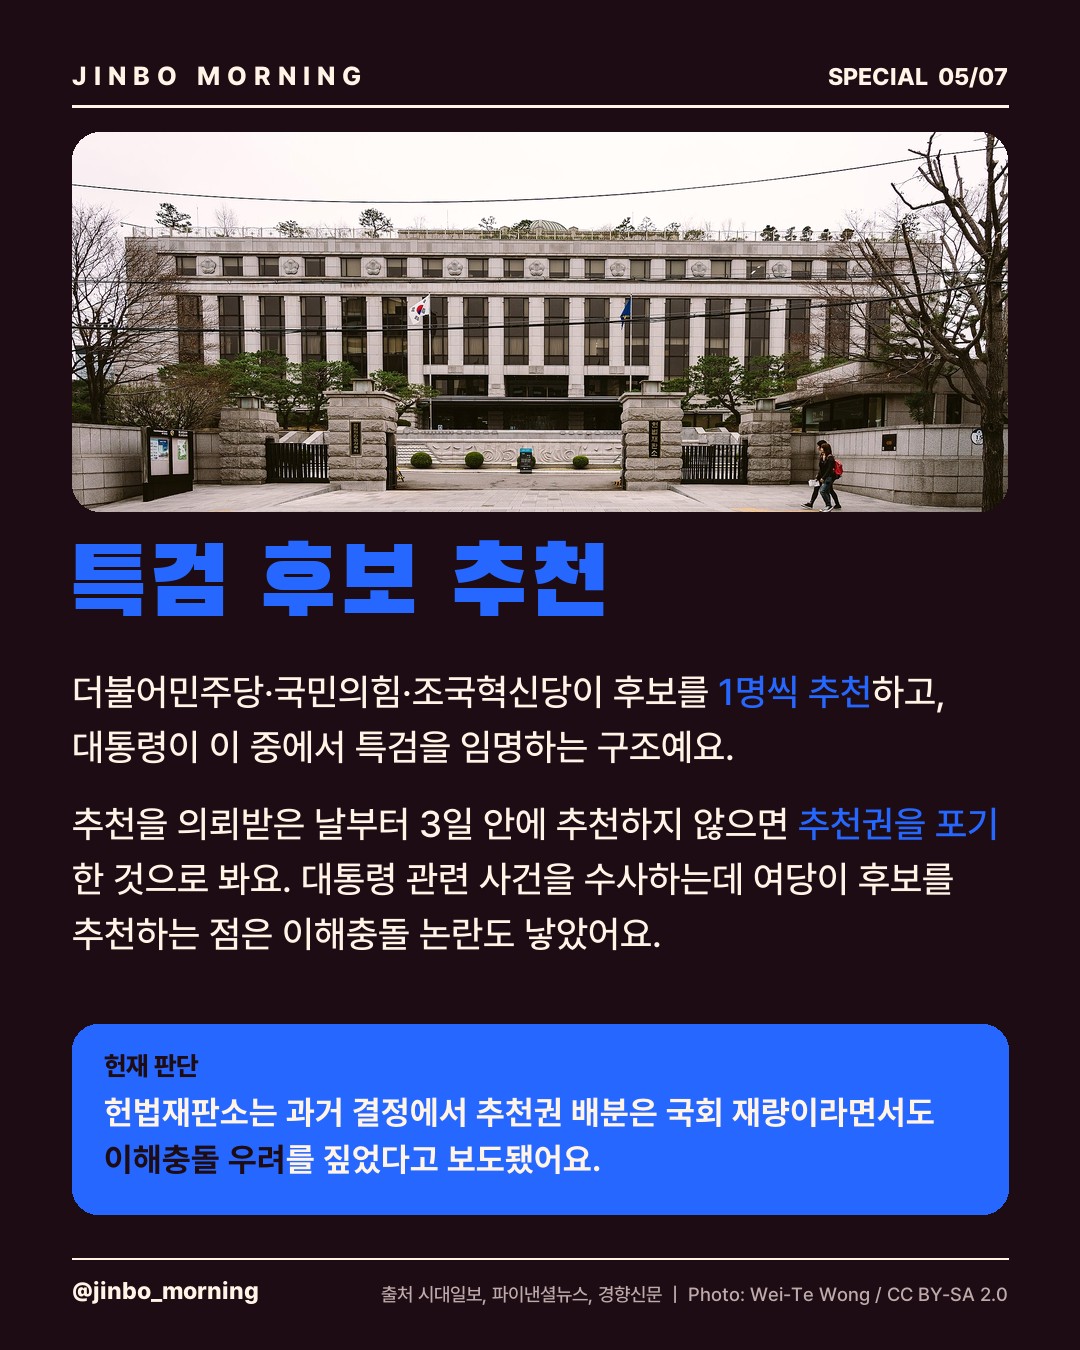 JINBO MORNING
SPECIAL 05/07
특검 후보 추천
더불어민주당·국민의힘·조국혁신당이 후보를 1명씩 추천하고,
대통령이 이 중에서 특검을 임명하는 구조예요.
추천을 의뢰받은 날부터 3일 안에 추천하지 않으면 추천권을 포기
한 것으로 봐요. 대통령 관련 사건을 수사하는데 여당이 후보를
추천하는 점은 이해충돌 논란도 낳았어요.
헌재 판단
헌법재판소는 과거 결정에서 추천권 배분은 국회 재량이라면서도
이해충돌 우려를 짚었다고 보도됐어요.
@jinbo_morning
출처 시대일보, 파이낸셜뉴스, 경향신문 | Photo: Wei-Te Wong / CC BY-SA 2.0